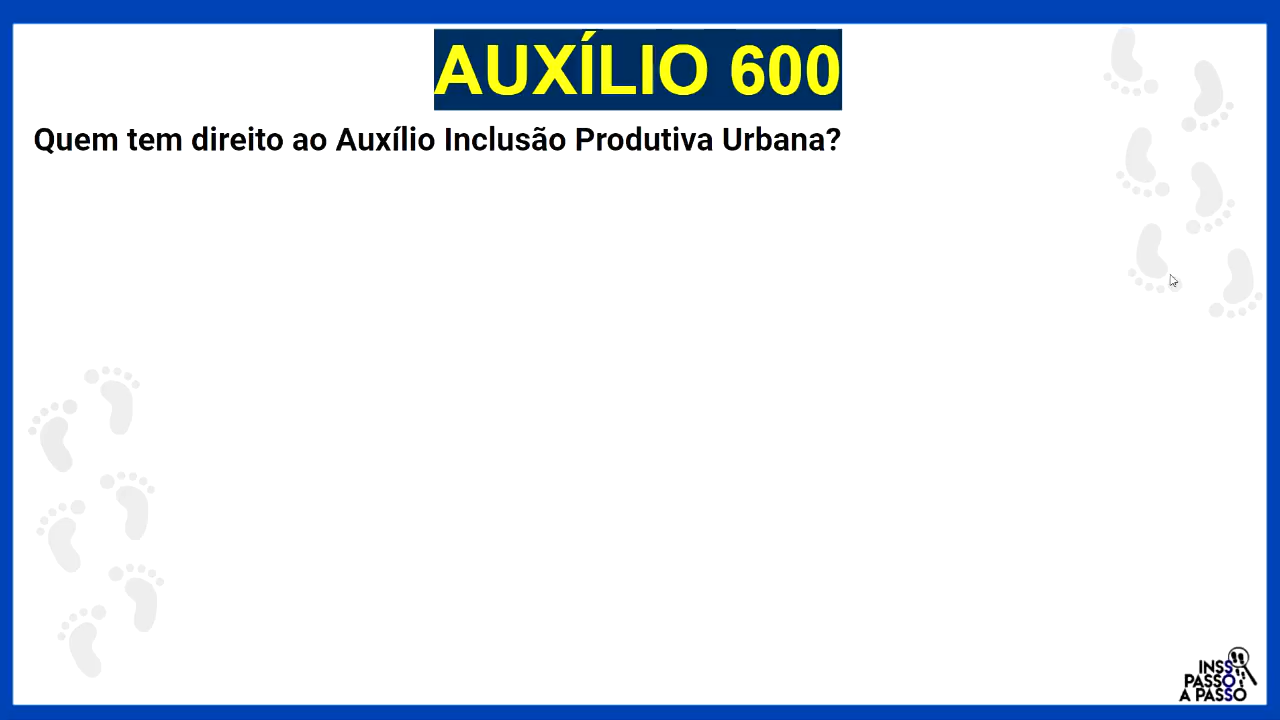 AUXÍLIO 600
Quem tem direito ao Auxílio Inclusão Produtiva Urbana?
INSS
PASSO
A PASSO